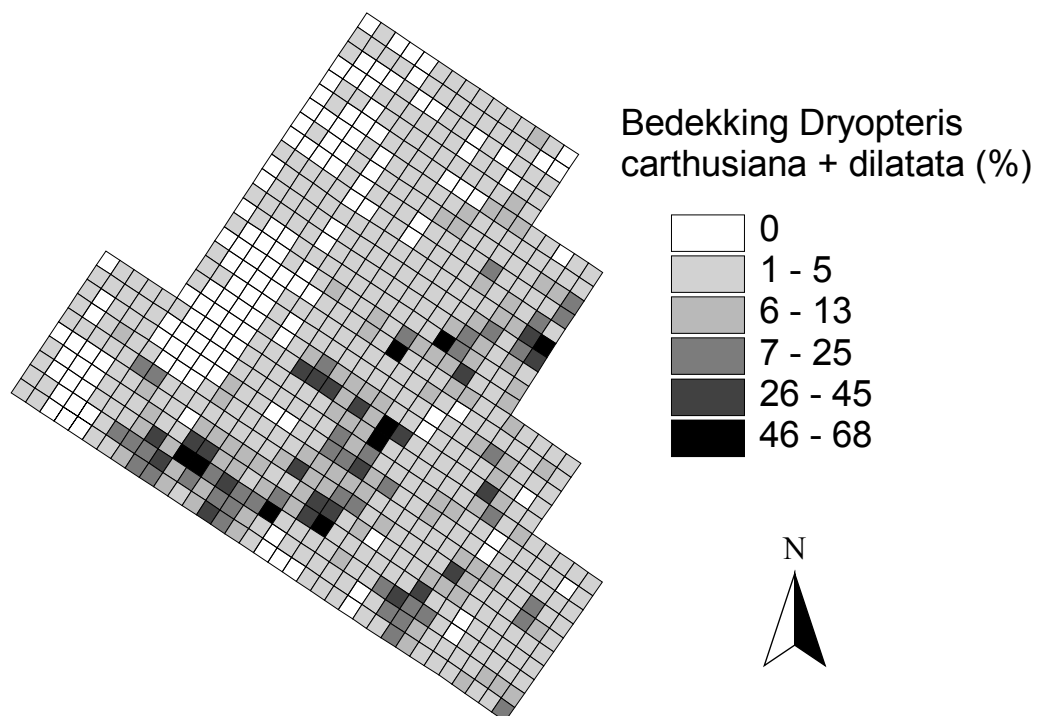 Bedekking Dryopteris
carthusiana + dilatata (%)
0
1 - 5
6 - 13
7 - 25
26 - 45
46 - 68
N